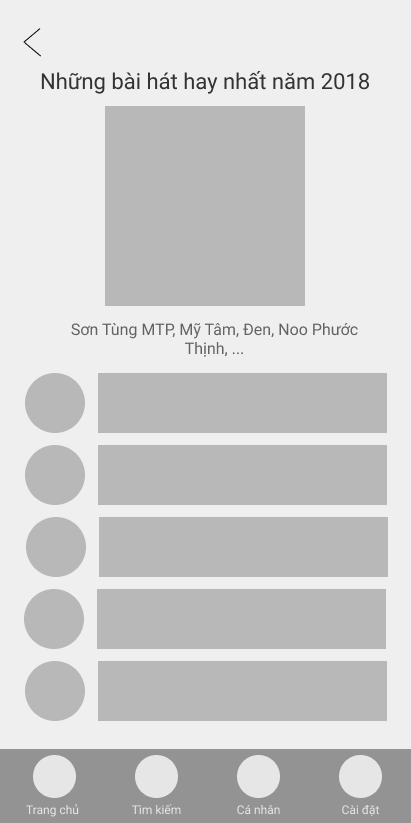 Những bài hát hay nhất năm 2018
Sơn Tùng MTP, Mỹ Tâm, Đen, Noo Phước
Thịnh, ...
Trang chủ
Tìm kiếm
Cá nhân
Cài đặt